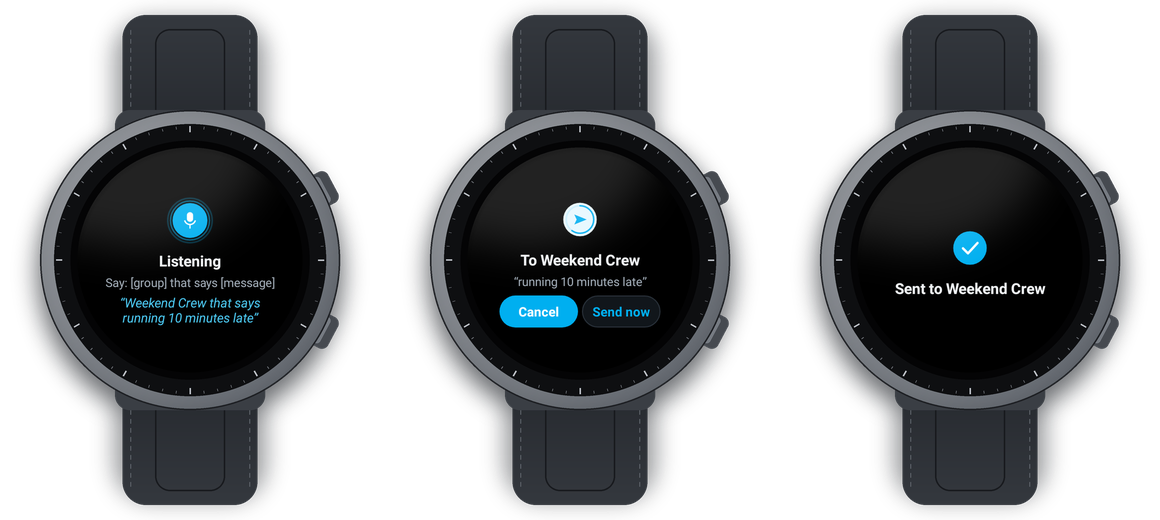 Listening
Say: [group] that says [message]
“Weekend Crew that says
running 10 minutes late”
To Weekend Crew
“running 10 minutes late”
Cancel
Send now
Sent to Weekend Crew